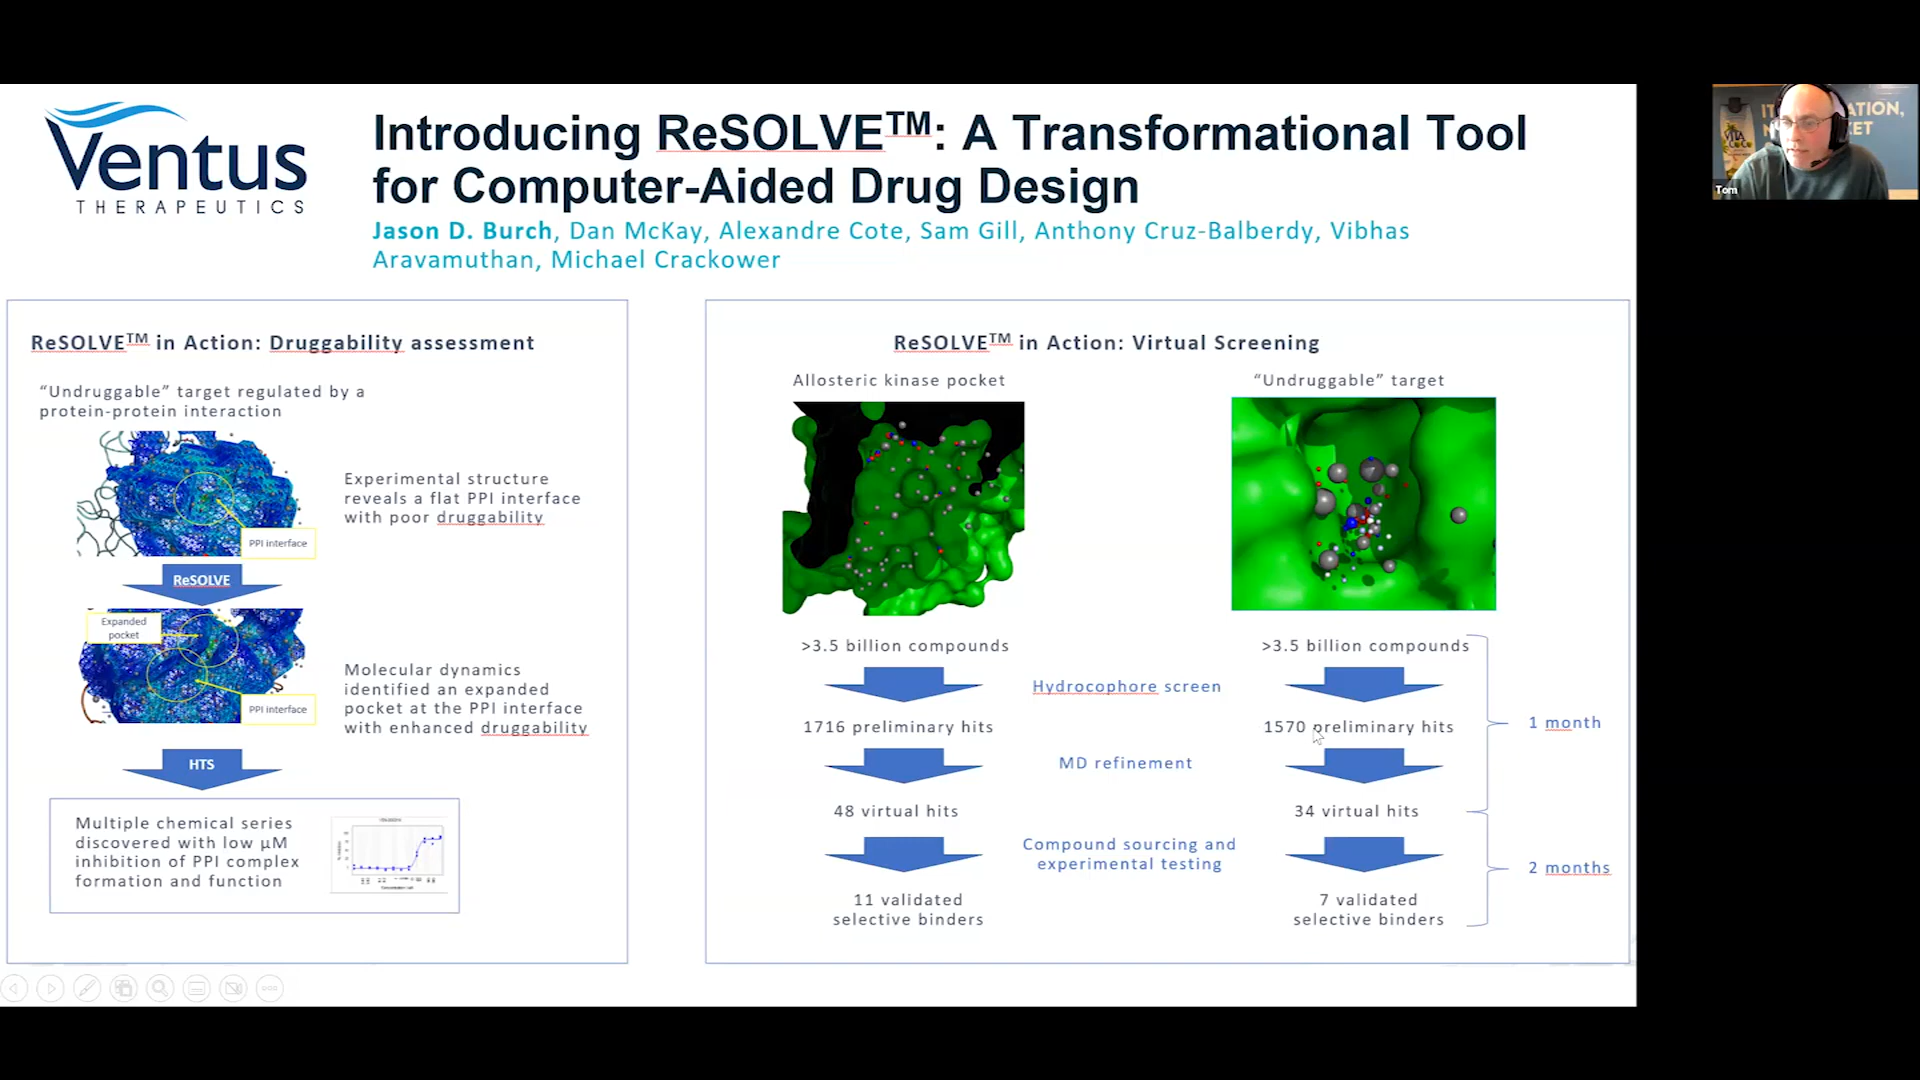 Ventus
THERAPEUTICS
Introducing ReSOLVE™: A Transformational Tool
for Computer-Aided Drug Design
Jason D. Burch, Dan McKay, Alexandre Cote, Sam Gill, Anthony Cruz-Balberdy, Vibhas
Aravamuthan, Michael Crackower
ReSOLVE™ in Action: Druggability assessment
“Undruggable” target regulated by a
protein-protein interaction
Experimental structure
reveals a flat PPI interface
with poor druggability
PPI interface
ReSOLVE
Expanded
pocket
PPI interface
Molecular dynamics
identified an expanded
pocket at the PPI interface
with enhanced druggability
HTS
Multiple chemical series
discovered with low µM
inhibition of PPI complex
formation and function
ReSOLVE™ in Action: Virtual Screening
Allosteric kinase pocket
“Undruggable” target
>3.5 billion compounds
>3.5 billion compounds
Hydrocophore screen
1716 preliminary hits
1570 preliminary hits
1 month
MD refinement
48 virtual hits
34 virtual hits
Compound sourcing and
experimental testing
2 months
11 validated
selective binders
7 validated
selective binders
Tom